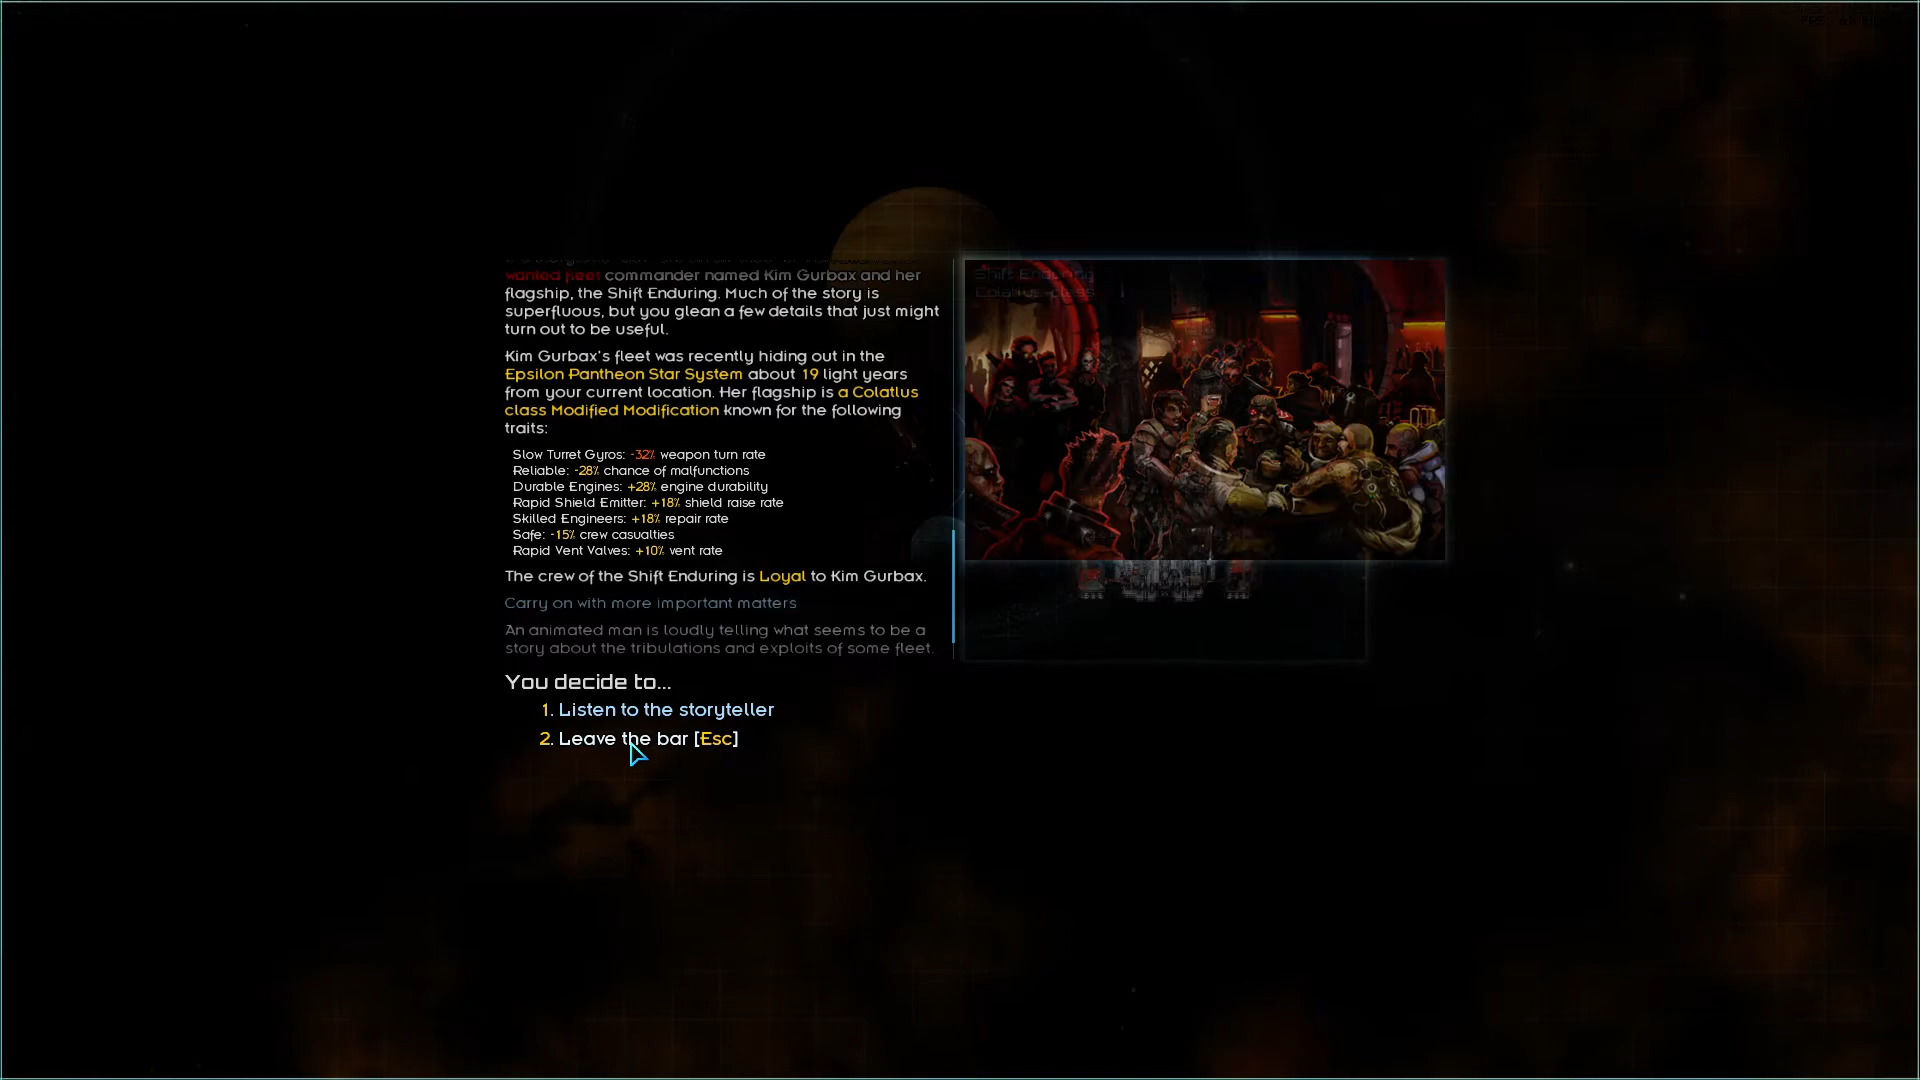 wanted fleet commander named Kim Gurbax and her
flagship, the Shift Enduring. Much of the story is
superfluous, but you glean a few details that just might
turn out to be useful.
Kim Gurbax's fleet was recently hiding out in the
Epsilon Pantheon Star System about 19 light years
from your current location. Her flagship is a Colatlus
class Modified Modification known for the following
traits:
Slow Turret Gyros: -32% weapon turn rate
Reliable: -28% chance of malfunctions
Durable Engines: +28% engine durability
Rapid Shield Emitter: +18% shield raise rate
Skilled Engineers: +18% repair rate
Safe: -15% crew casualties
Rapid Vent Valves: +10% vent rate
The crew of the Shift Enduring is Loyal to Kim Gurbax.
Carry on with more important matters
An animated man is loudly telling what seems to be a
story about the tribulations and exploits of some fleet.
You decide to...
1. Listen to the storyteller
2. Leave the bar [Esc]
Shift Enduring
Colatlus-class